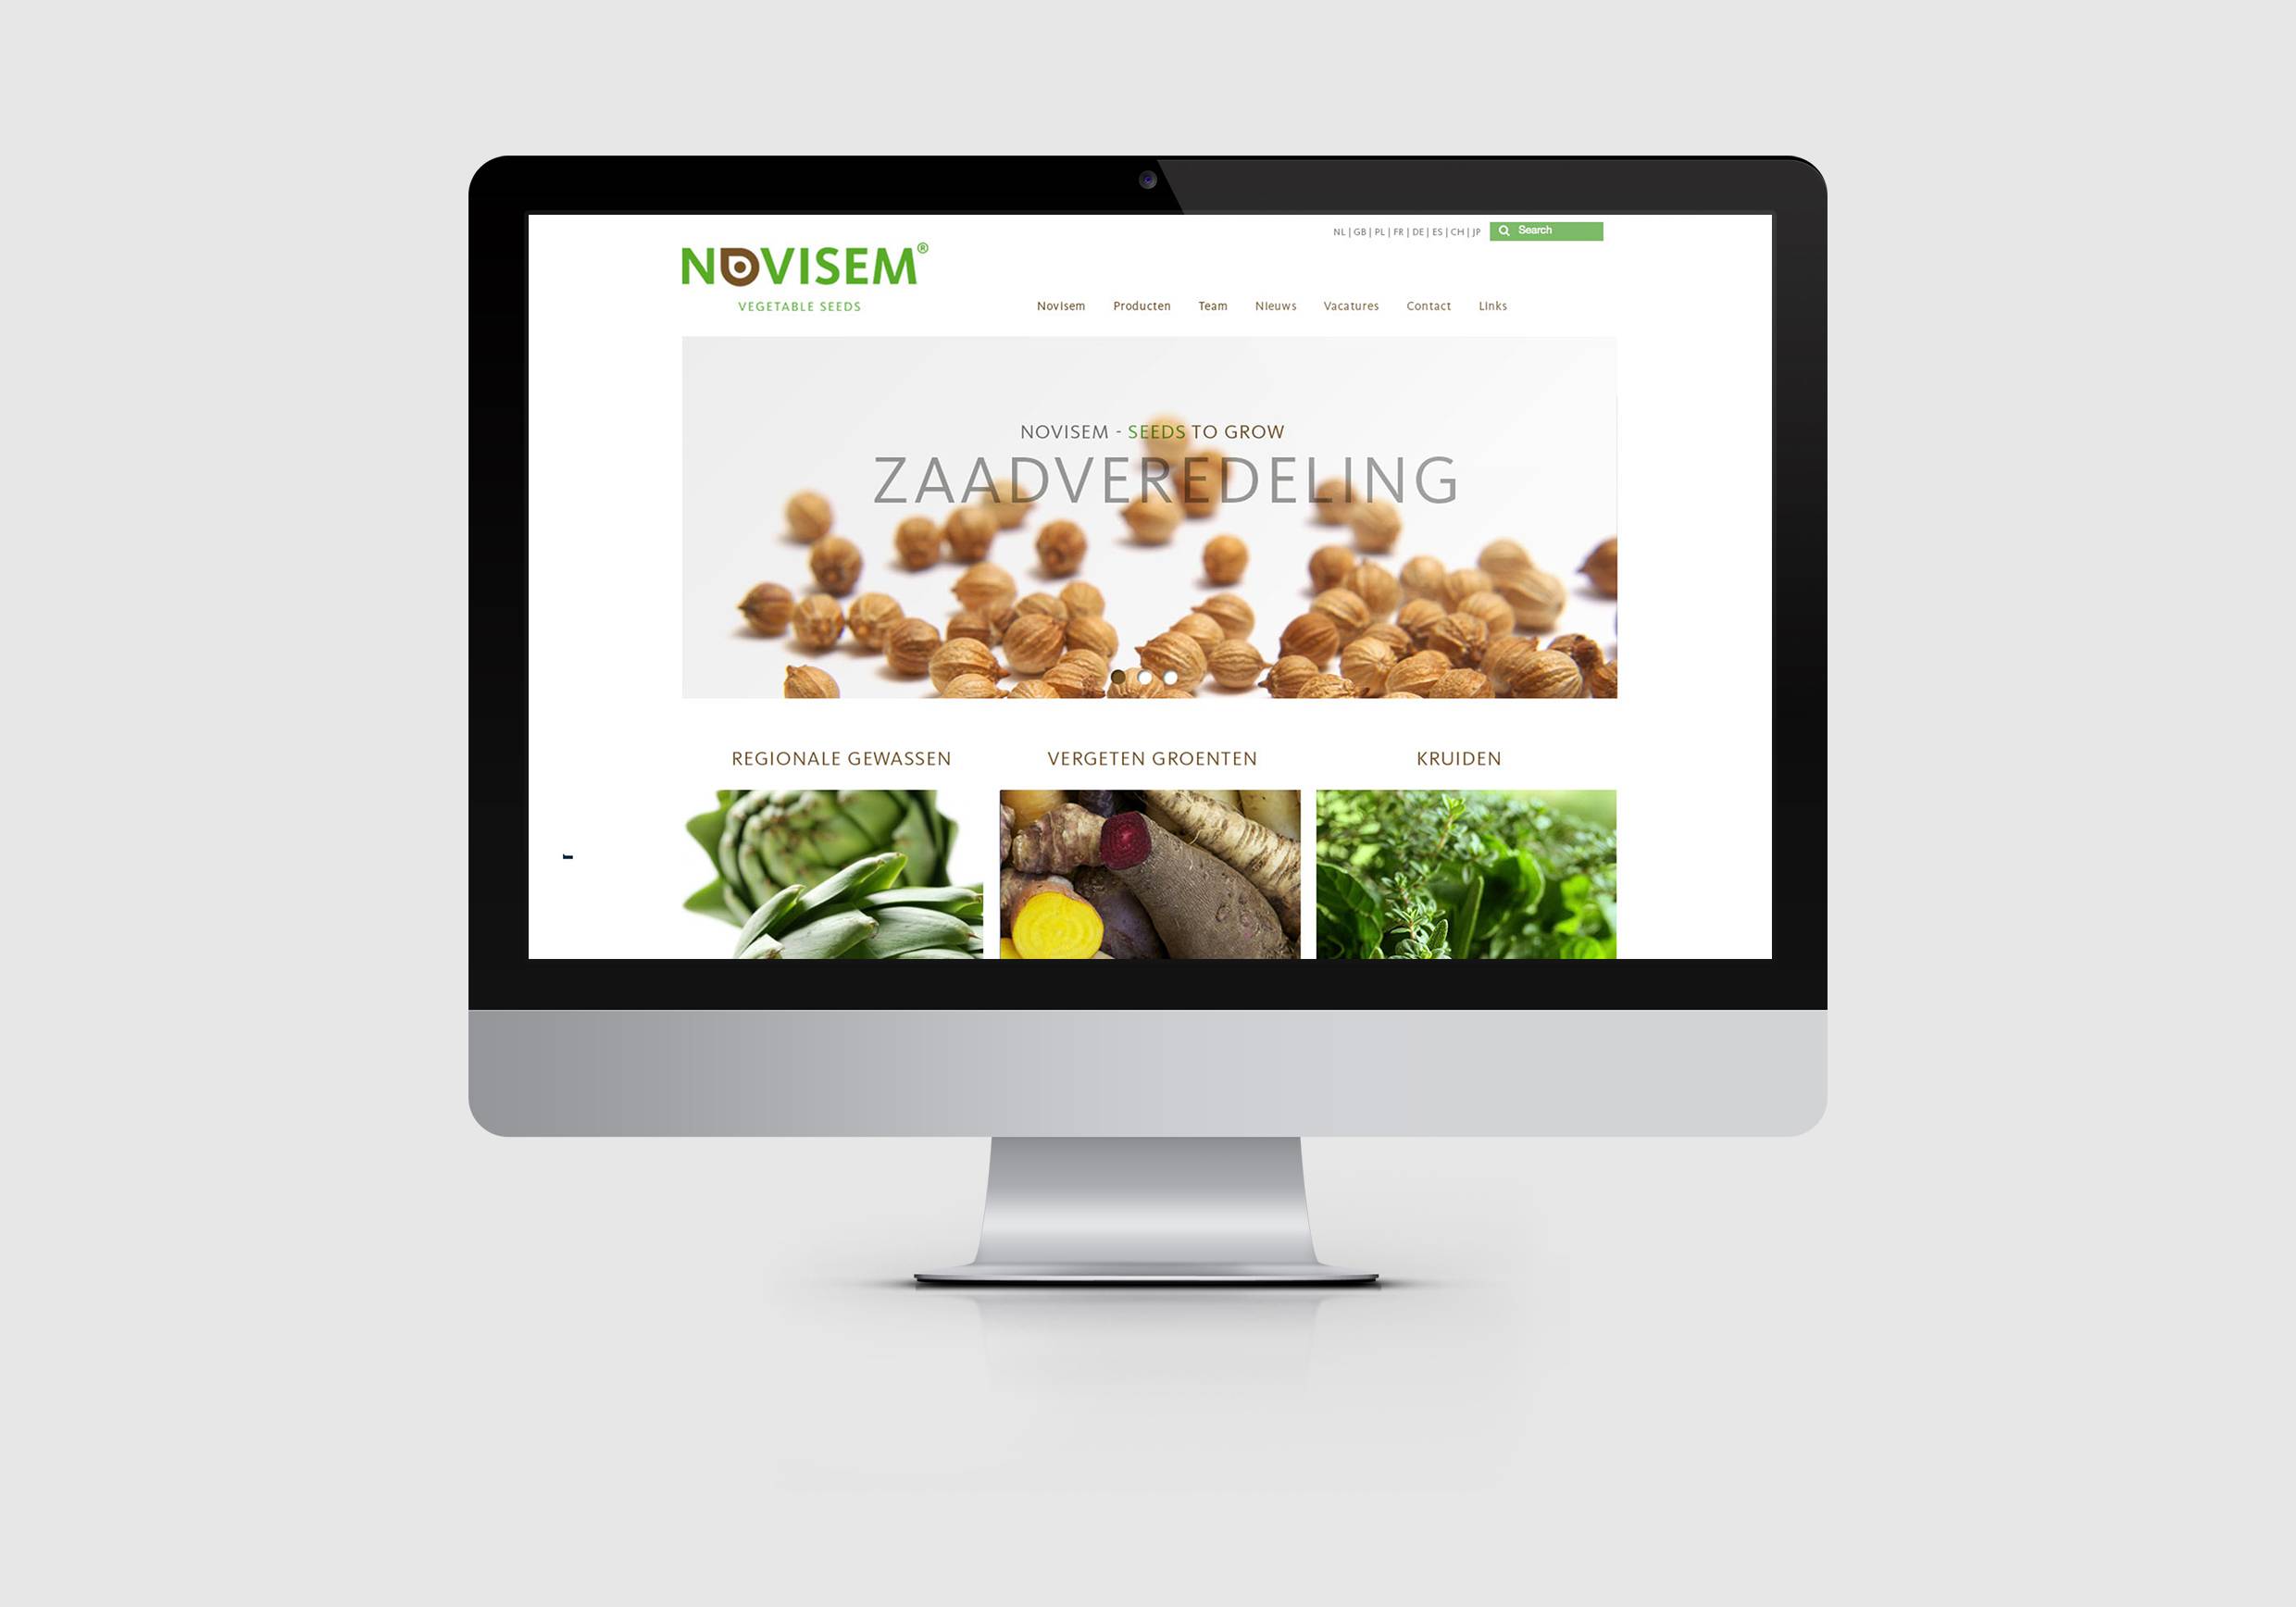 NL | GB | PL | FR | DE | ES | CH | JP Search
NOVISEM®
VEGETABLE SEEDS
Novisem Producten Team Nieuws Vacatures Contact Links
NOVISEM - SEEDS TO GROW
ZAADVEREDELING
REGIONALE GEWASSEN VERGETEN GROENTEN KRUIDEN